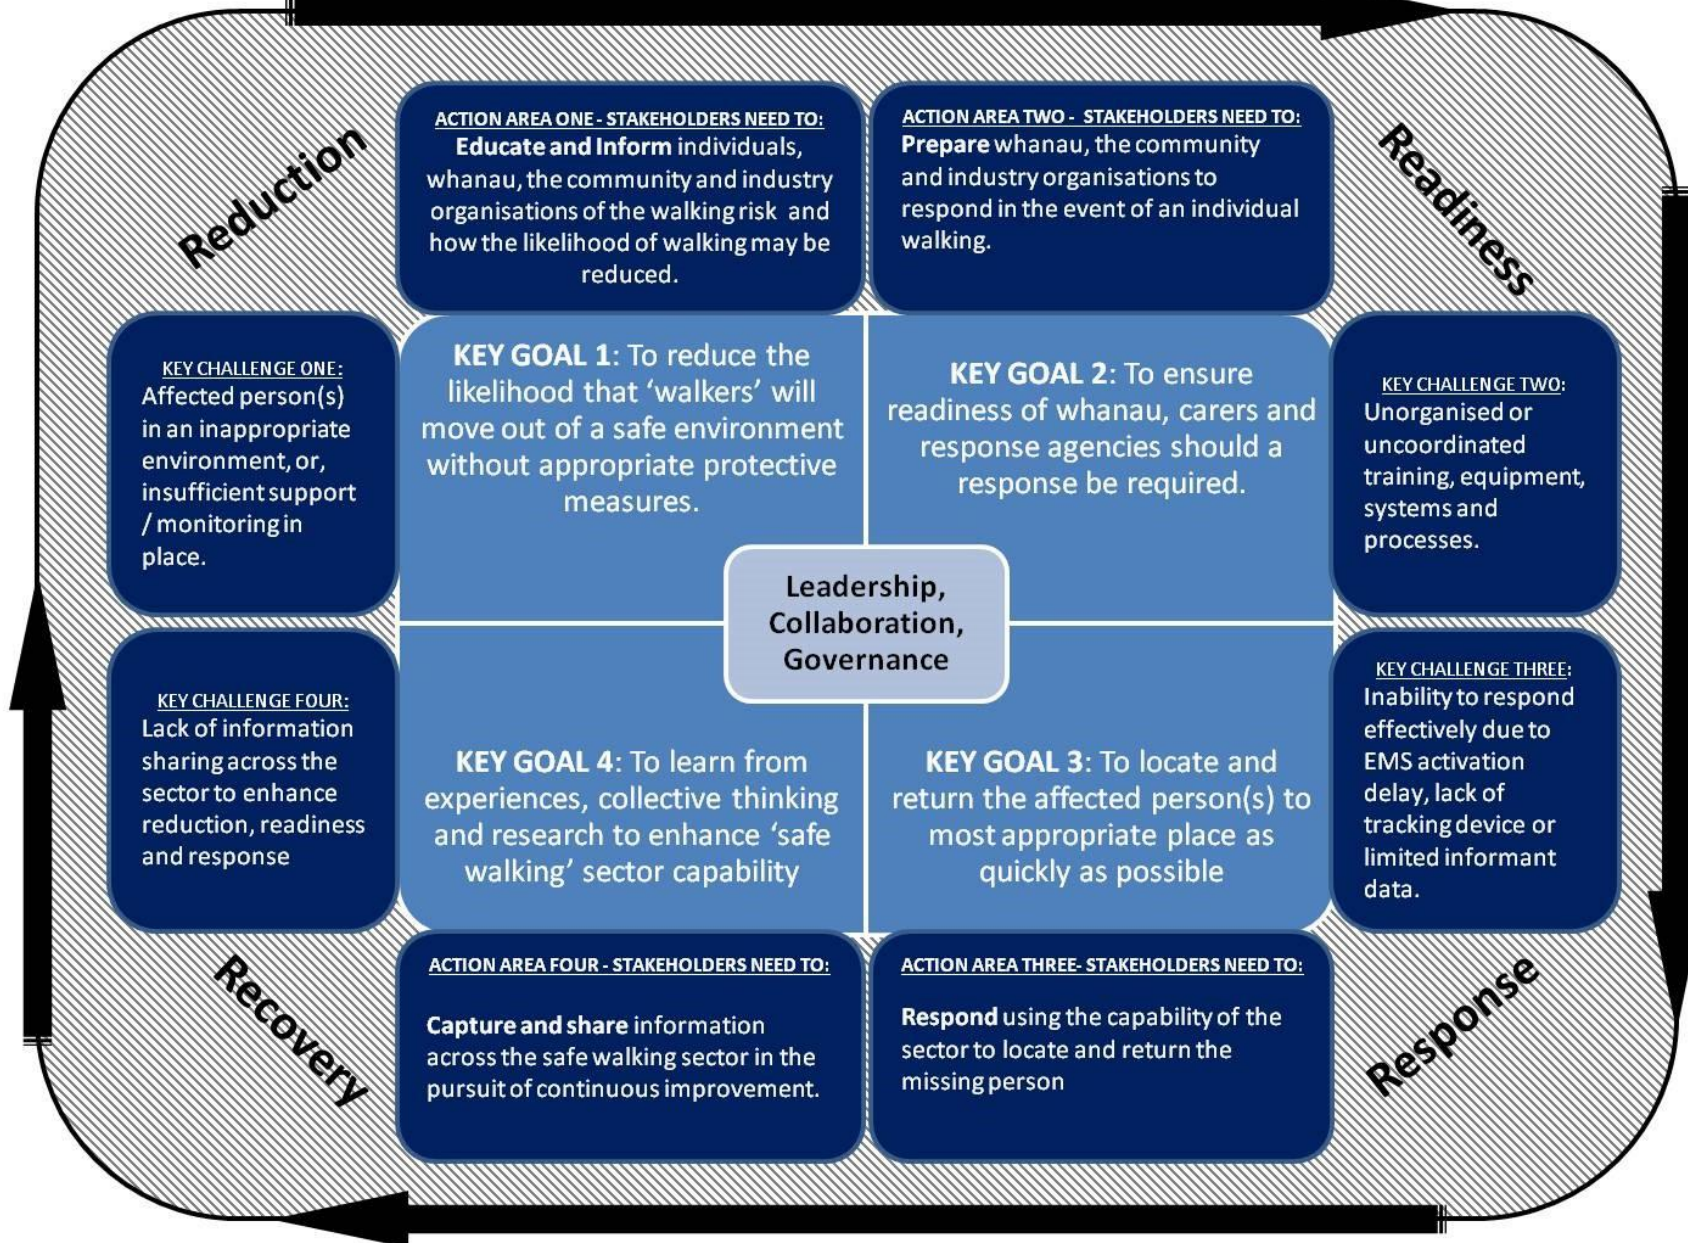 Reduction
ACTION AREA ONE - STAKEHOLDERS NEED TO:
Educate and Inform individuals,
whanau, the community and industry
organisations of the walking risk and
how the likelihood of walking may be
reduced.
ACTION AREA TWO - STAKEHOLDERS NEED TO:
Prepare whanau, the community
and industry organisations to
respond in the event of an individual
walking.
Readiness
KEY CHALLENGE ONE:
Affected person(s)
in an inappropriate
environment, or,
insufficient support
/ monitoring in
place.
KEY GOAL 1: To reduce the
likelihood that ‘walkers’ will
move out of a safe environment
without appropriate protective
measures.
KEY GOAL 2: To ensure
readiness of whanau, carers and
response agencies should a
response be required.
KEY CHALLENGE TWO:
Unorganised or
uncoordinated
training, equipment,
systems and
processes.
Leadership,
Collaboration,
Governance
KEY CHALLENGE FOUR:
Lack of information
sharing across the
sector to enhance
reduction, readiness
and response
KEY GOAL 4: To learn from
experiences, collective thinking
and research to enhance ‘safe
walking’ sector capability
KEY GOAL 3: To locate and
return the affected person(s) to
most appropriate place as
quickly as possible
KEY CHALLENGE THREE:
Inability to respond
effectively due to
EMS activation
delay, lack of
tracking device or
limited informant
data.
Recovery
ACTION AREA FOUR - STAKEHOLDERS NEED TO:
Capture and share information
across the safe walking sector in the
pursuit of continuous improvement.
ACTION AREA THREE- STAKEHOLDERS NEED TO:
Respond using the capability of the
sector to locate and return the
missing person
Response